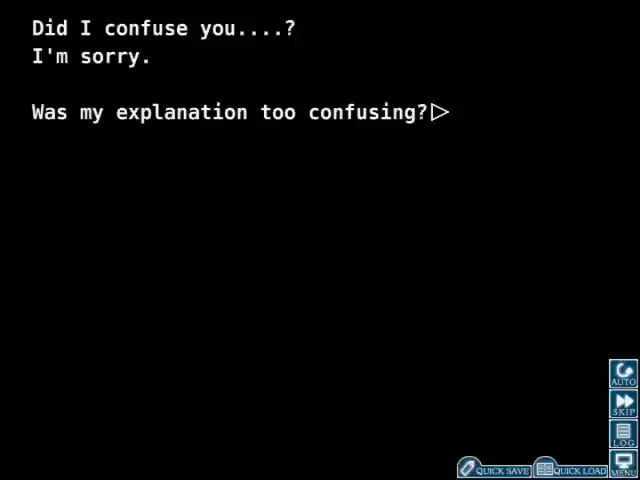 Did I confuse you....?
I'm sorry.
Was my explanation too confusing?
AUTO
SKIP
LOG
QUICK SAVE
QUICK LOAD
MENU